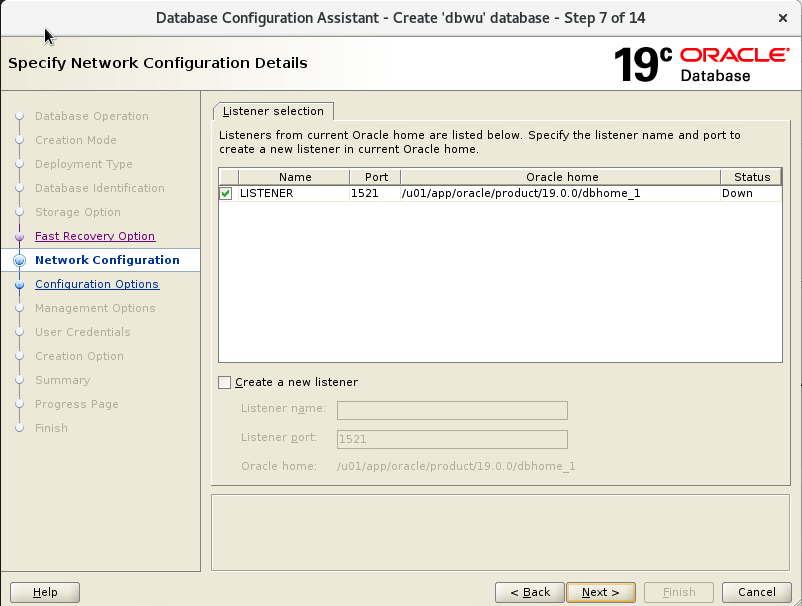 Database Configuration Assistant - Create 'dbwu' database - Step 7 of 14
Specify Network Configuration Details
19c ORACLE
Database
Database Operation
Creation Mode
Deployment Type
Database Identification
Storage Option
Fast Recovery Option
Network Configuration
Configuration Options
Management Options
User Credentials
Creation Option
Summary
Progress Page
Finish
Listener selection
Listeners from current Oracle home are listed below. Specify the listener name and port to
create a new listener in current Oracle home.
Name Port Oracle home Status
LISTENER 1521 /u01/app/oracle/product/19.0.0/dbhome_1 Down
Create a new listener
Listener name:
Listener port: 1521
Oracle home: /u01/app/oracle/product/19.0.0/dbhome_1
Help < Back Next > Finish Cancel